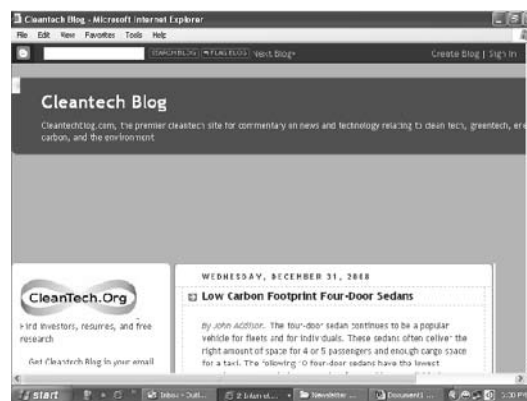 Cleantech Blog - Microsoft Internet Explorer
File Edit View Favorites Tools Help
SEARCH BLOG FLAG BLOG Next Blog»
Create Blog | Sign In
Cleantech Blog
Cleantechblog.com, the premier cleantech site for commentary on news and technology relating to clean tech, greentech, ene
carbon, and the environment
CleanTech.Org
Find investors, resumes, and free
research
Get Cleantech Blog in your email
WEDNESDAY, DECEMBER 31, 2008
Low Carbon Footprint Four-Door Sedans
By John Addison. The four-door sedan continues to be a popular
vehicle for fleets and for individuals. These sedans often deliver the
right amount of space for 4 or 5 passengers and enough cargo space
for a taxi. The following 10 four-door sedans have the lowest
start
Inbox - Outl...
2 Internet...
Newsletter ...
Document1 ...